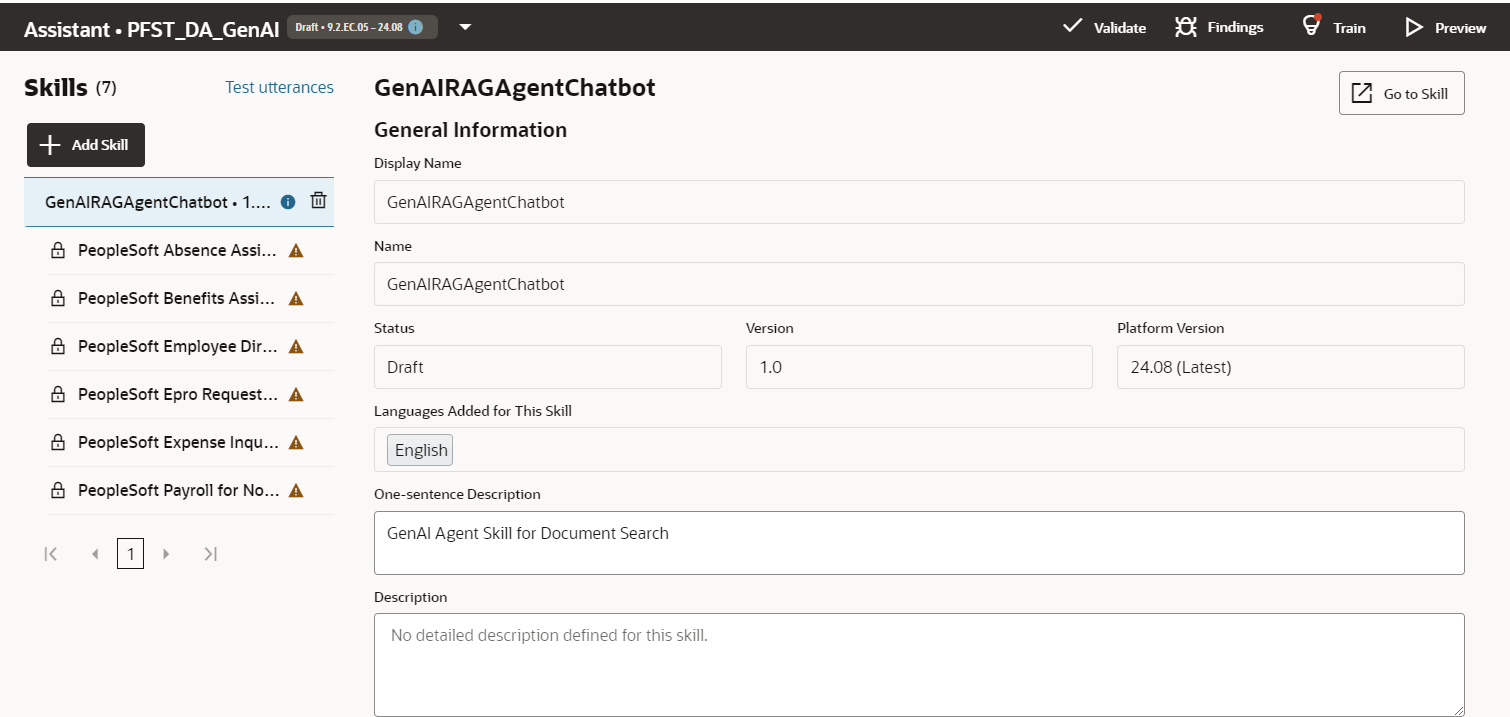 Assistant • PFST_DA_GenAI Draft • 9.2.EC.05 – 24.08 Validate Findings Train Preview
Skills (7) Test utterances
Add Skill
GenAIRAGAgentChatbot • 1....
PeopleSoft Absence Assi...
PeopleSoft Benefits Assi...
PeopleSoft Employee Dir...
PeopleSoft Epro Request...
PeopleSoft Expense Inqu...
PeopleSoft Payroll for No...
1
GenAIRAGAgentChatbot
Go to Skill
General Information
Display Name
GenAIRAGAgentChatbot
Name
GenAIRAGAgentChatbot
Status Version Platform Version
Draft 1.0 24.08 (Latest)
Languages Added for This Skill
English
One-sentence Description
GenAI Agent Skill for Document Search
Description
No detailed description defined for this skill.